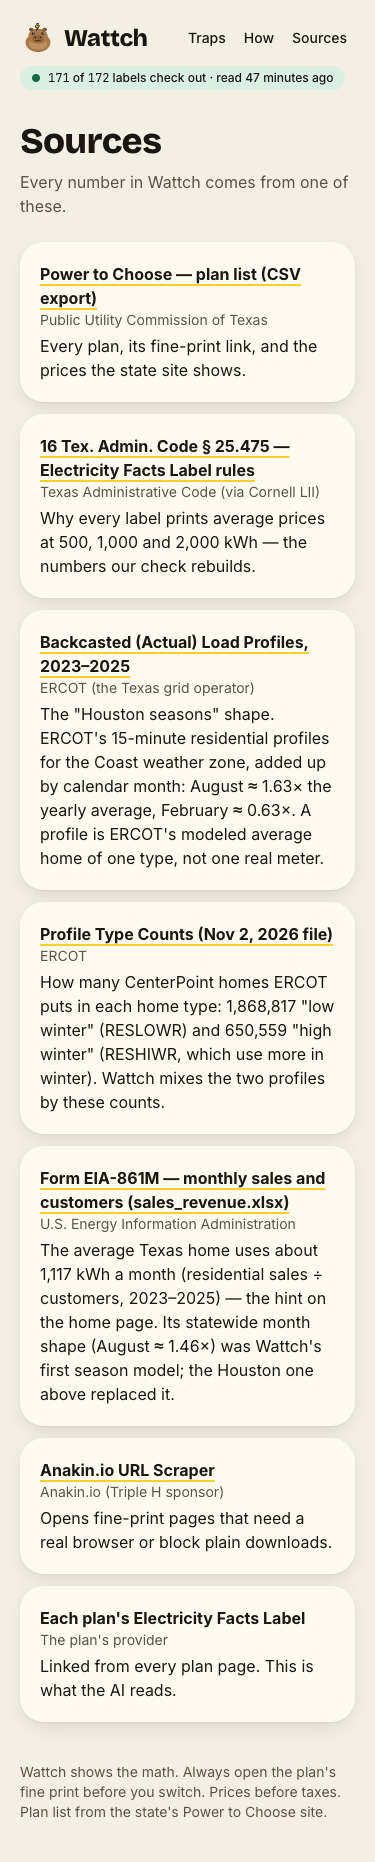 Wattch
Traps How Sources
171 of 172 labels check out · read 47 minutes ago
Sources
Every number in Wattch comes from one of
these.
Power to Choose — plan list (CSV
export)
Public Utility Commission of Texas
Every plan, its fine-print link, and the
prices the state site shows.
16 Tex. Admin. Code § 25.475 —
Electricity Facts Label rules
Texas Administrative Code (via Cornell LII)
Why every label prints average prices
at 500, 1,000 and 2,000 kWh — the
numbers our check rebuilds.
Backcasted (Actual) Load Profiles,
2023–2025
ERCOT (the Texas grid operator)
The "Houston seasons" shape.
ERCOT's 15-minute residential profiles
for the Coast weather zone, added up
by calendar month: August ≈ 1.63× the
yearly average, February ≈ 0.63×. A
profile is ERCOT's modeled average
home of one type, not one real meter.
Profile Type Counts (Nov 2, 2026 file)
ERCOT
How many CenterPoint homes ERCOT
puts in each home type: 1,868,817 "low
winter" (RESLOWR) and 650,559 "high
winter" (RESHIWR, which use more in
winter). Wattch mixes the two profiles
by these counts.
Form EIA-861M — monthly sales and
customers (sales_revenue.xlsx)
U.S. Energy Information Administration
The average Texas home uses about
1,117 kWh a month (residential sales ÷
customers, 2023–2025) — the hint on
the home page. Its statewide month
shape (August ≈ 1.46×) was Wattch's
first season model; the Houston one
above replaced it.
Anakin.io URL Scraper
Anakin.io (Triple H sponsor)
Opens fine-print pages that need a
real browser or block plain downloads.
Each plan's Electricity Facts Label
The plan's provider
Linked from every plan page. This is
what the AI reads.
Wattch shows the math. Always open the plan's
fine print before you switch. Prices before taxes.
Plan list from the state's Power to Choose site.